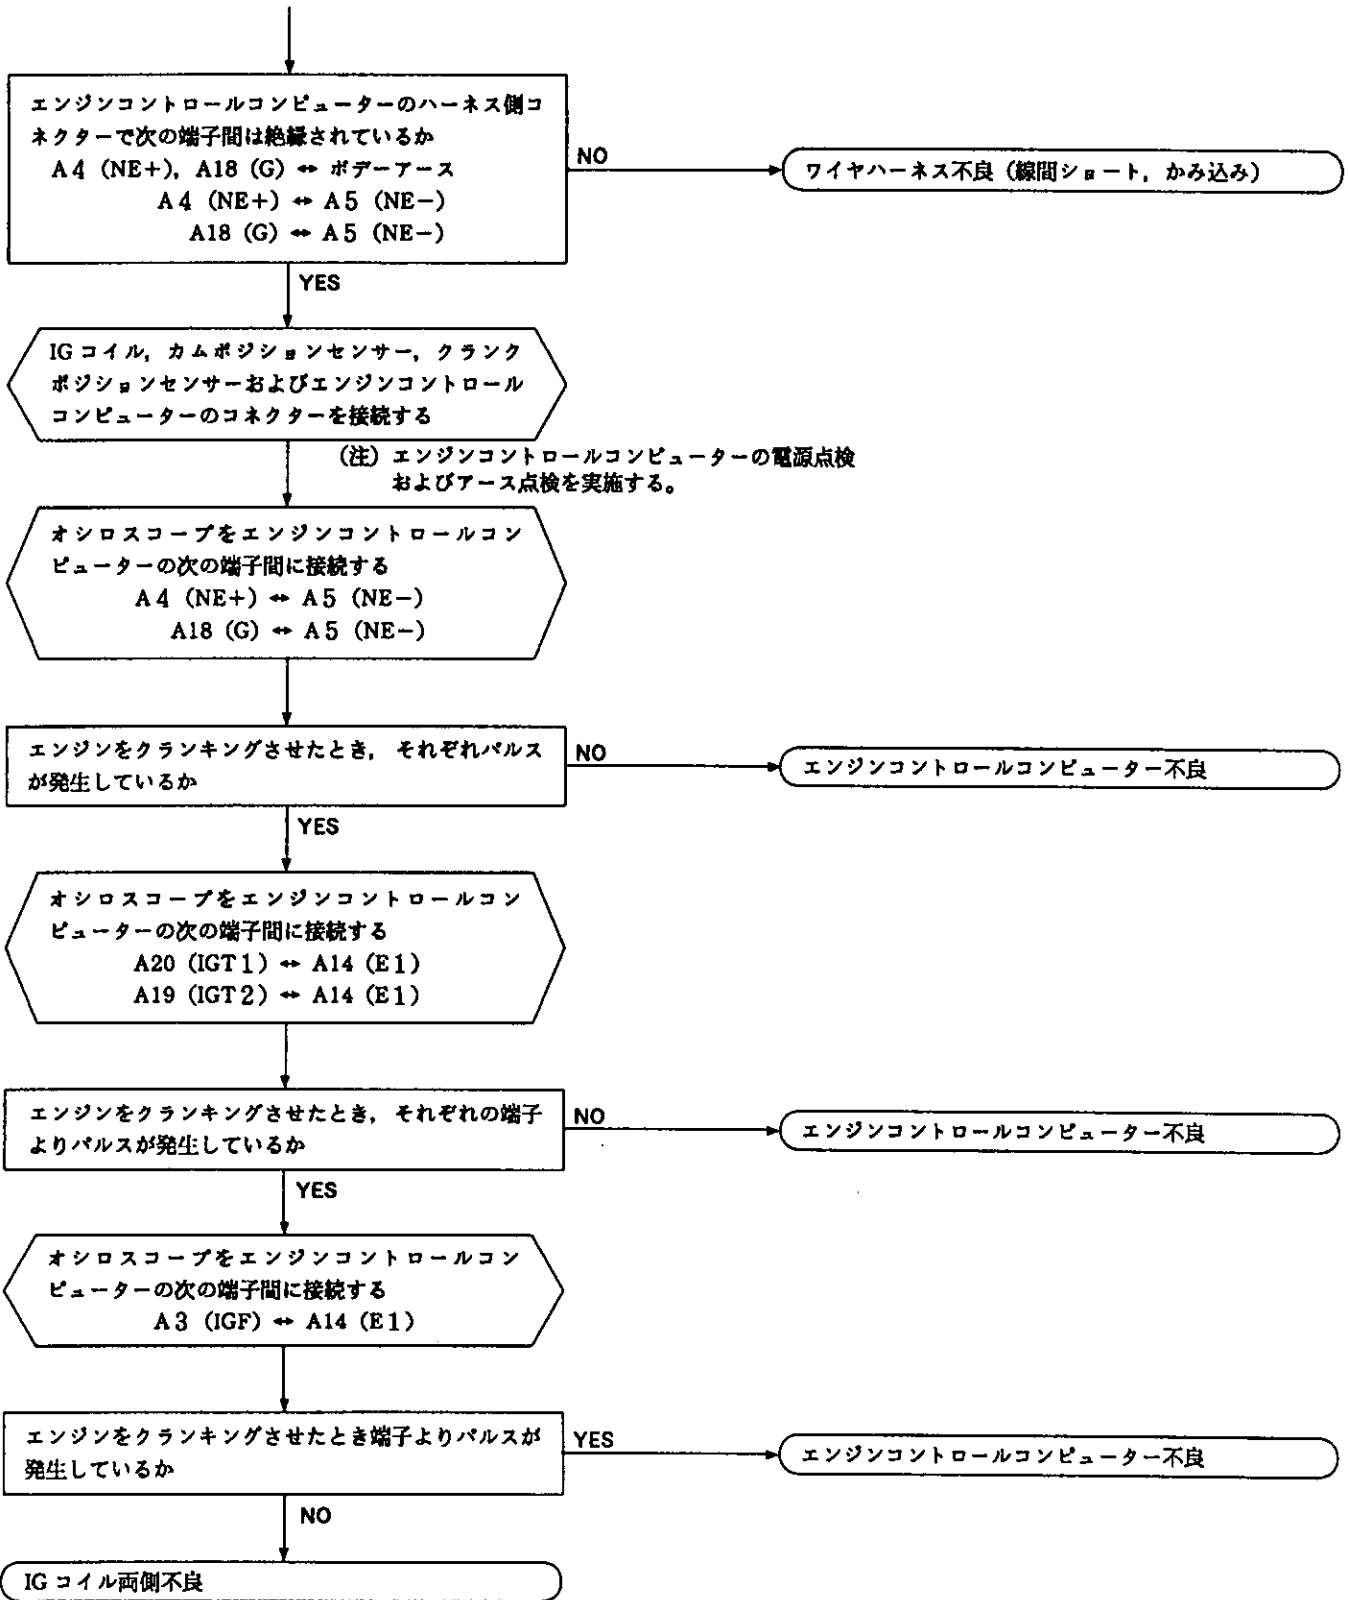 エンジンコントロールコンピューターのハーネス側コ
ネクターで次の端子間は絶縁されているか
A4 (NE+), A18 (G) ↔ ボデーアース
A4 (NE+) ↔ A5 (NE−)
A18 (G) ↔ A5 (NE−)
NO
ワイヤハーネス不良（線間ショート，かみ込み）
YES
IG コイル，カムポジションセンサー，クランク
ポジションセンサーおよびエンジンコントロール
コンピューターのコネクターを接続する
（注）エンジンコントロールコンピューターの電源点検
およびアース点検を実施する。
オシロスコープをエンジンコントロールコン
ピューターの次の端子間に接続する
A4 (NE+) ↔ A5 (NE−)
A18 (G) ↔ A5 (NE−)
エンジンをクランキングさせたとき，それぞれパルス
が発生しているか
NO
エンジンコントロールコンピューター不良
YES
オシロスコープをエンジンコントロールコン
ピューターの次の端子間に接続する
A20 (IGT1) ↔ A14 (E1)
A19 (IGT2) ↔ A14 (E1)
エンジンをクランキングさせたとき，それぞれの端子
よりパルスが発生しているか
NO
エンジンコントロールコンピューター不良
YES
オシロスコープをエンジンコントロールコン
ピューターの次の端子間に接続する
A3 (IGF) ↔ A14 (E1)
エンジンをクランキングさせたとき端子よりパルスが
発生しているか
YES
エンジンコントロールコンピューター不良
NO
IG コイル両側不良